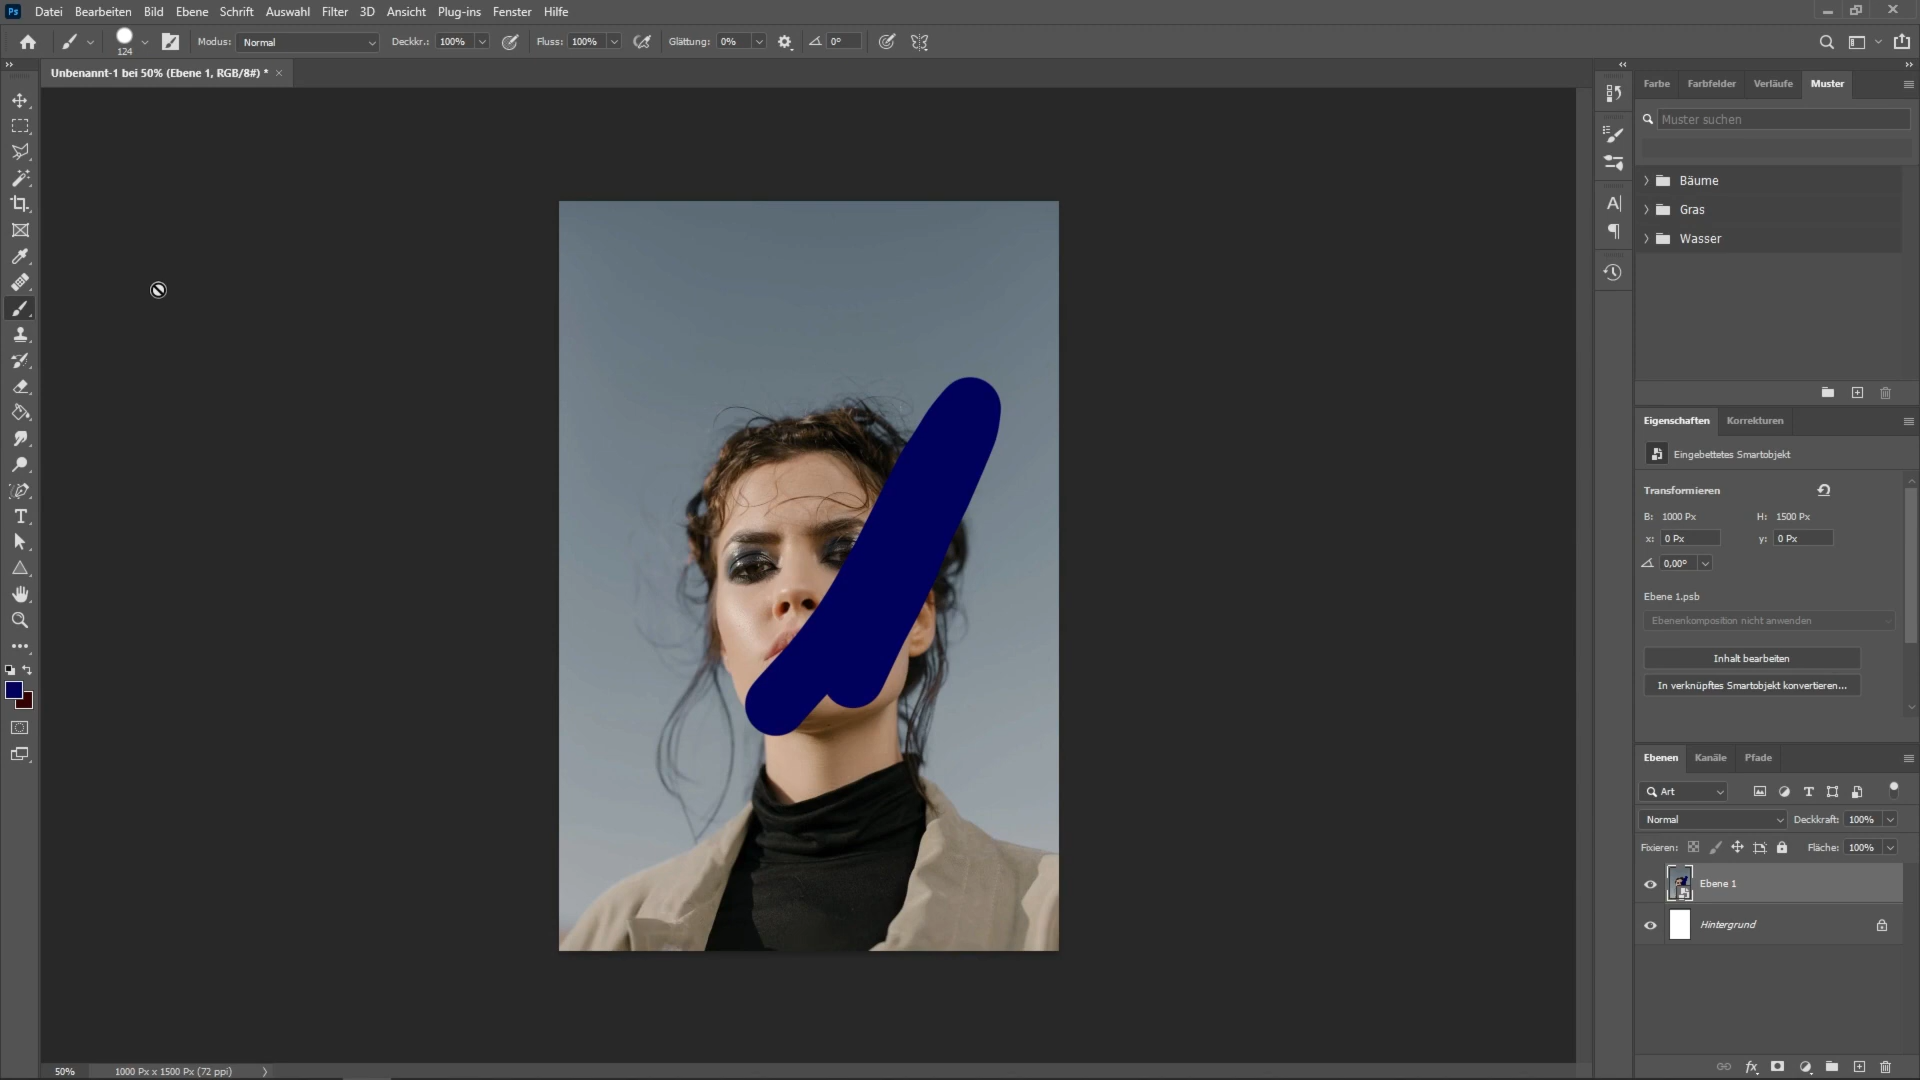 Ps Datei Bearbeiten Bild Ebene Schrift Auswahl Filter 3D Ansicht Plug-ins Fenster Hilfe
124 Modus: Normal Deckkr.: 100% Fluss: 100% Glättung: 0% 0°
Unbenannt-1 bei 50% (Ebene 1, RGB/8#) *
Farbe Farbfelder Verläufe Muster
Muster suchen
Bäume
Gras
Wasser
Eigenschaften Korrekturen
Eingebettetes Smartobjekt
Transformieren
B: 1000 Px H: 1500 Px
x: 0 Px y: 0 Px
0,00°
Ebene 1.psb
Ebenenkomposition nicht anwenden
Inhalt bearbeiten
In verknüpftes Smartobjekt konvertieren...
Ebenen Kanäle Pfade
Art
Normal Deckkraft: 100%
Fixieren: Fläche: 100%
Ebene 1
Hintergrund
50% 1000 Px x 1500 Px (72 ppi)